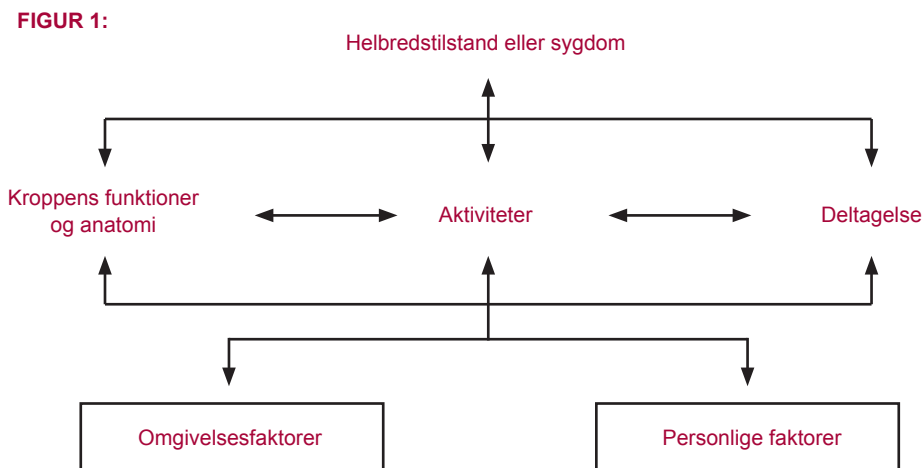 FIGUR 1:
Helbredstilstand eller sygdom
Kroppens funktioner
og anatomi
Aktiviteter
Deltagelse
Omgivelsesfaktorer
Personlige faktorer